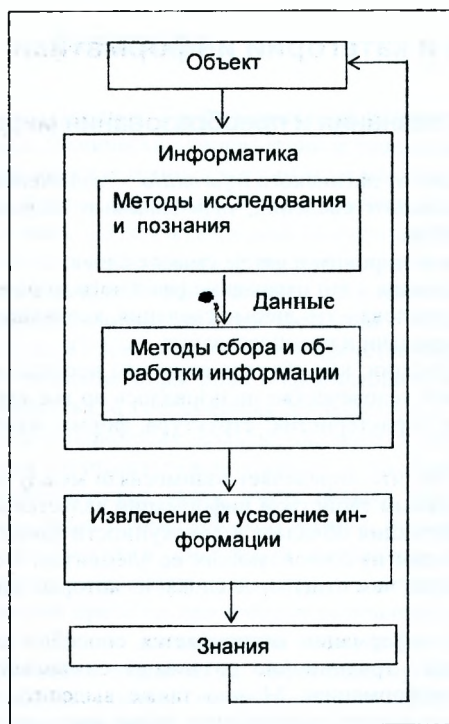 Объект
Информатика
Методы исследования
и познания
Данные
Методы сбора и об-
работки информации
Извлечение и усвоение ин-
формации
Знания